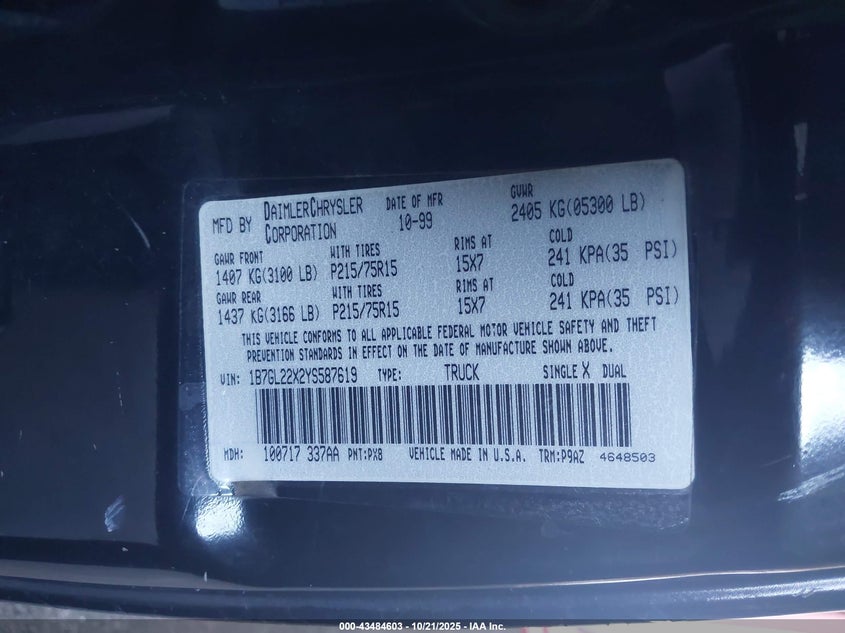 MFD BY DAIMLERCHRYSLER CORPORATION DATE OF MFR 10-99 GVWR 2405 KG(05300 LB)
GAWR FRONT WITH TIRES RIMS AT COLD
1407 KG(3100 LB) P215/75R15 15X7 241 KPA(35 PSI)
GAWR REAR WITH TIRES RIMS AT COLD
1437 KG(3166 LB) P215/75R15 15X7 241 KPA(35 PSI)
THIS VEHICLE CONFORMS TO ALL APPLICABLE FEDERAL MOTOR VEHICLE SAFETY AND THEFT
PREVENTION STANDARDS IN EFFECT ON THE DATE OF MANUFACTURE SHOWN ABOVE.
VIN: 1B7GL22X2YS587619 TYPE: TRUCK SINGLE X DUAL
MDH: 100717 337AA PNT:PX8 VEHICLE MADE IN U.S.A. TRM:P9AZ 4648503
000-43484603 - 10/21/2025 - IAA Inc.